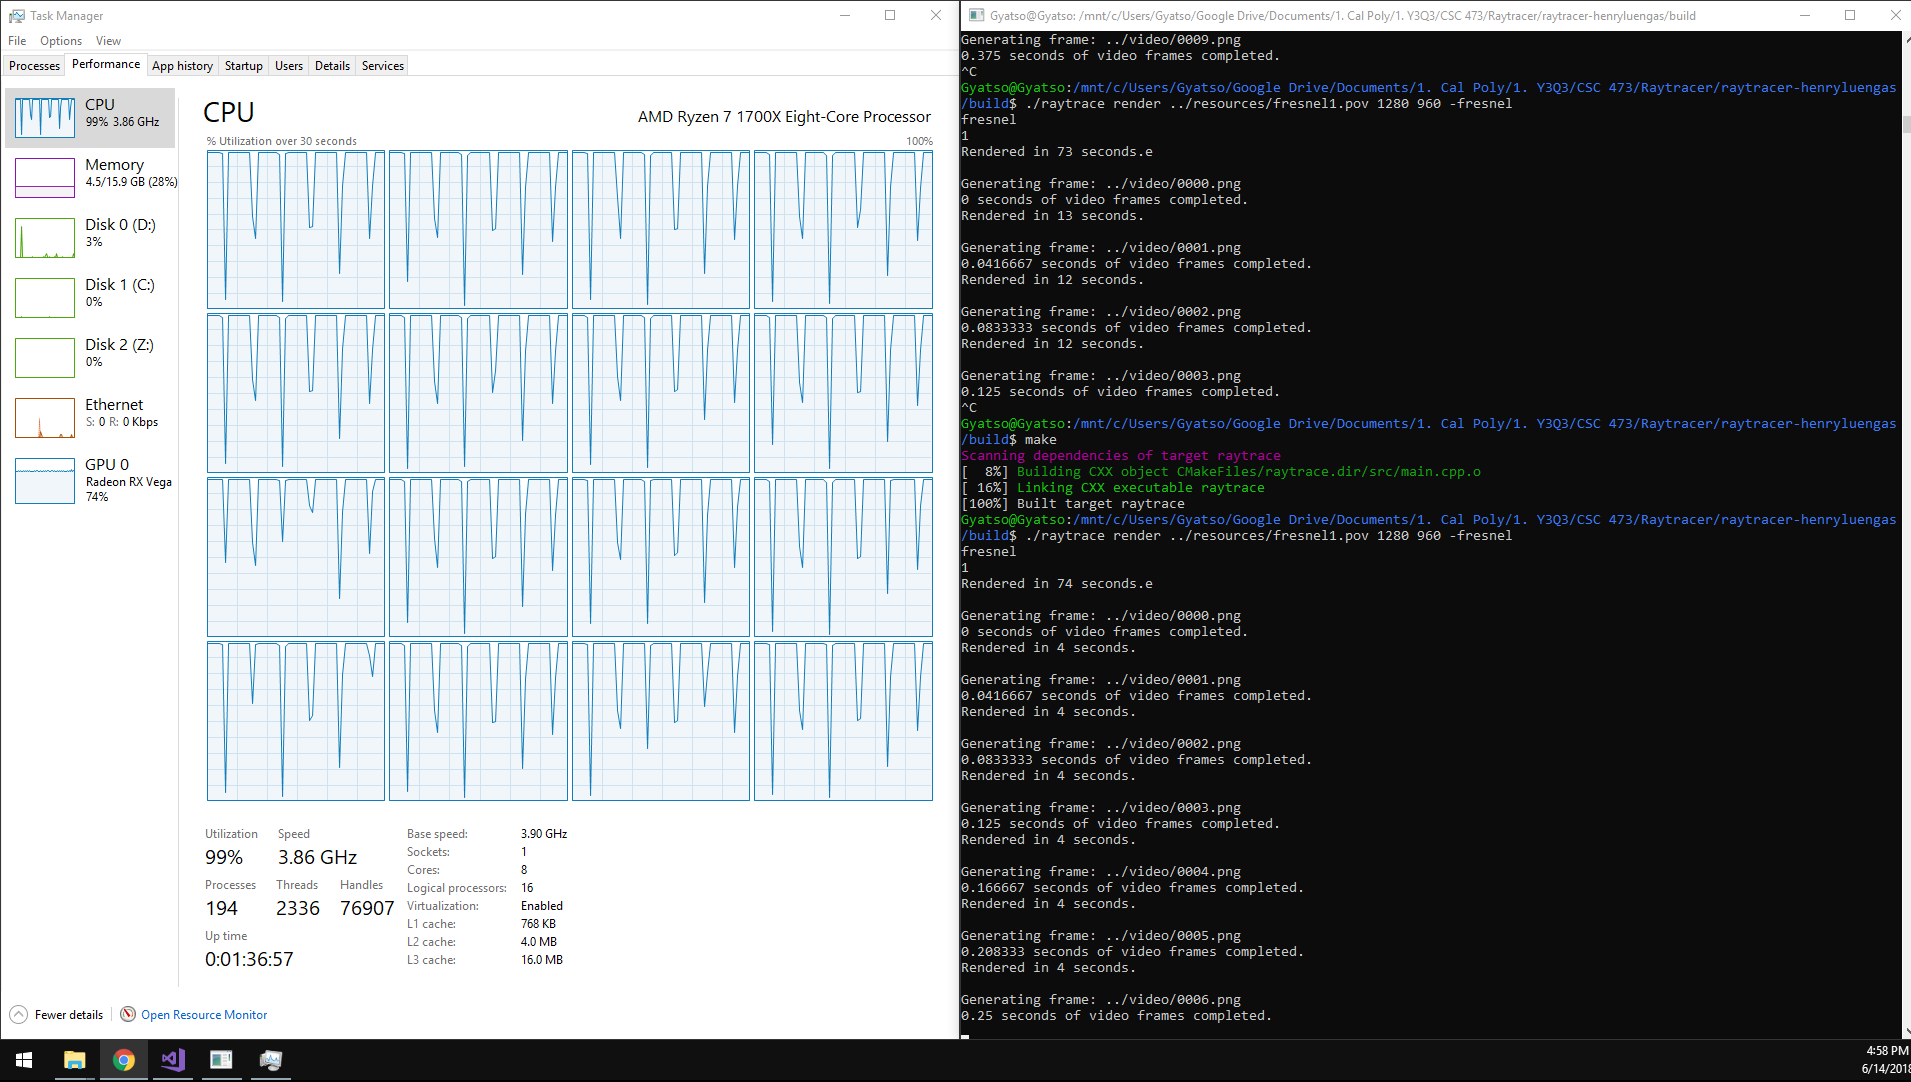 Task Manager
File Options View
Processes Performance App history Startup Users Details Services
CPU
99% 3.86 GHz
Memory
4.5/15.9 GB (28%)
Disk 0 (D:)
3%
Disk 1 (C:)
0%
Disk 2 (Z:)
0%
Ethernet
S: 0 R: 0 Kbps
GPU 0
Radeon RX Vega
74%
CPU
AMD Ryzen 7 1700X Eight-Core Processor
% Utilization over 30 seconds 100%
Utilization Speed
99% 3.86 GHz
Processes Threads Handles
194 2336 76907
Up time
0:01:36:57
Base speed: 3.90 GHz
Sockets: 1
Cores: 8
Logical processors: 16
Virtualization: Enabled
L1 cache: 768 KB
L2 cache: 4.0 MB
L3 cache: 16.0 MB
Fewer details Open Resource Monitor
Gyatso@Gyatso: /mnt/c/Users/Gyatso/Google Drive/Documents/1. Cal Poly/1. Y3Q3/CSC 473/Raytracer/raytracer-henryluengas/build
Generating frame: ../video/0009.png
0.375 seconds of video frames completed.
^C
Gyatso@Gyatso:/mnt/c/Users/Gyatso/Google Drive/Documents/1. Cal Poly/1. Y3Q3/CSC 473/Raytracer/raytracer-henryluengas
/build$ ./raytrace render ../resources/fresnel1.pov 1280 960 -fresnel
fresnel
1
Rendered in 73 seconds.e
Generating frame: ../video/0000.png
0 seconds of video frames completed.
Rendered in 13 seconds.
Generating frame: ../video/0001.png
0.0416667 seconds of video frames completed.
Rendered in 12 seconds.
Generating frame: ../video/0002.png
0.0833333 seconds of video frames completed.
Rendered in 12 seconds.
Generating frame: ../video/0003.png
0.125 seconds of video frames completed.
^C
Gyatso@Gyatso:/mnt/c/Users/Gyatso/Google Drive/Documents/1. Cal Poly/1. Y3Q3/CSC 473/Raytracer/raytracer-henryluengas
/build$ make
Scanning dependencies of target raytrace
[  8%] Building CXX object CMakeFiles/raytrace.dir/src/main.cpp.o
[ 16%] Linking CXX executable raytrace
[100%] Built target raytrace
Gyatso@Gyatso:/mnt/c/Users/Gyatso/Google Drive/Documents/1. Cal Poly/1. Y3Q3/CSC 473/Raytracer/raytracer-henryluengas
/build$ ./raytrace render ../resources/fresnel1.pov 1280 960 -fresnel
fresnel
1
Rendered in 74 seconds.e
Generating frame: ../video/0000.png
0 seconds of video frames completed.
Rendered in 4 seconds.
Generating frame: ../video/0001.png
0.0416667 seconds of video frames completed.
Rendered in 4 seconds.
Generating frame: ../video/0002.png
0.0833333 seconds of video frames completed.
Rendered in 4 seconds.
Generating frame: ../video/0003.png
0.125 seconds of video frames completed.
Rendered in 4 seconds.
Generating frame: ../video/0004.png
0.166667 seconds of video frames completed.
Rendered in 4 seconds.
Generating frame: ../video/0005.png
0.208333 seconds of video frames completed.
Rendered in 4 seconds.
Generating frame: ../video/0006.png
0.25 seconds of video frames completed.
4:58 PM
6/14/2018